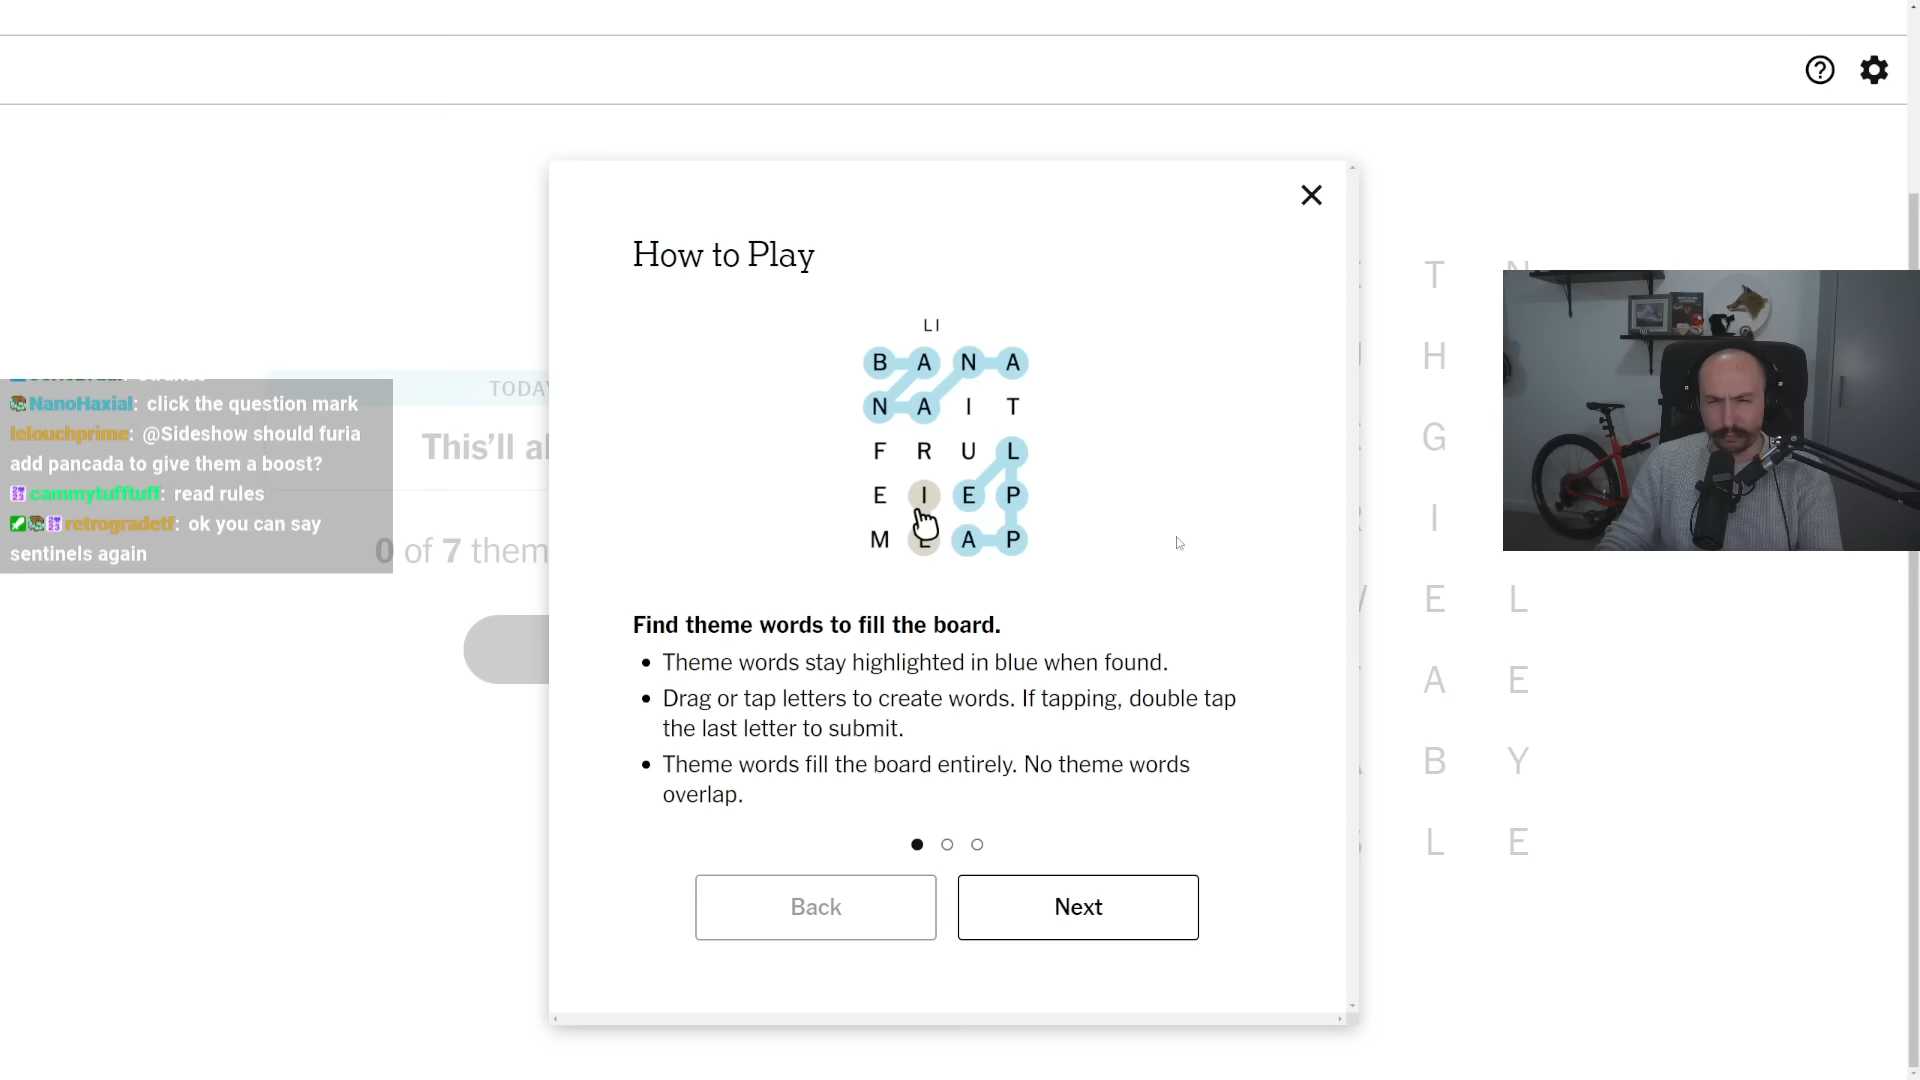 How to Play
LI
B A N A
N A I T
F R U L
E I E P
M L A P
Find theme words to fill the board.
• Theme words stay highlighted in blue when found.
• Drag or tap letters to create words. If tapping, double tap
the last letter to submit.
• Theme words fill the board entirely. No theme words
overlap.
Back
Next
TODAY
This'll al
0 of 7 them
NanoHaxial: click the question mark
lelouchprime: @Sideshow should furia
add pancada to give them a boost?
cammytufftuff: read rules
retrogradetf: ok you can say
sentinels again
T N
H
G
I
E L
A E
B Y
L E